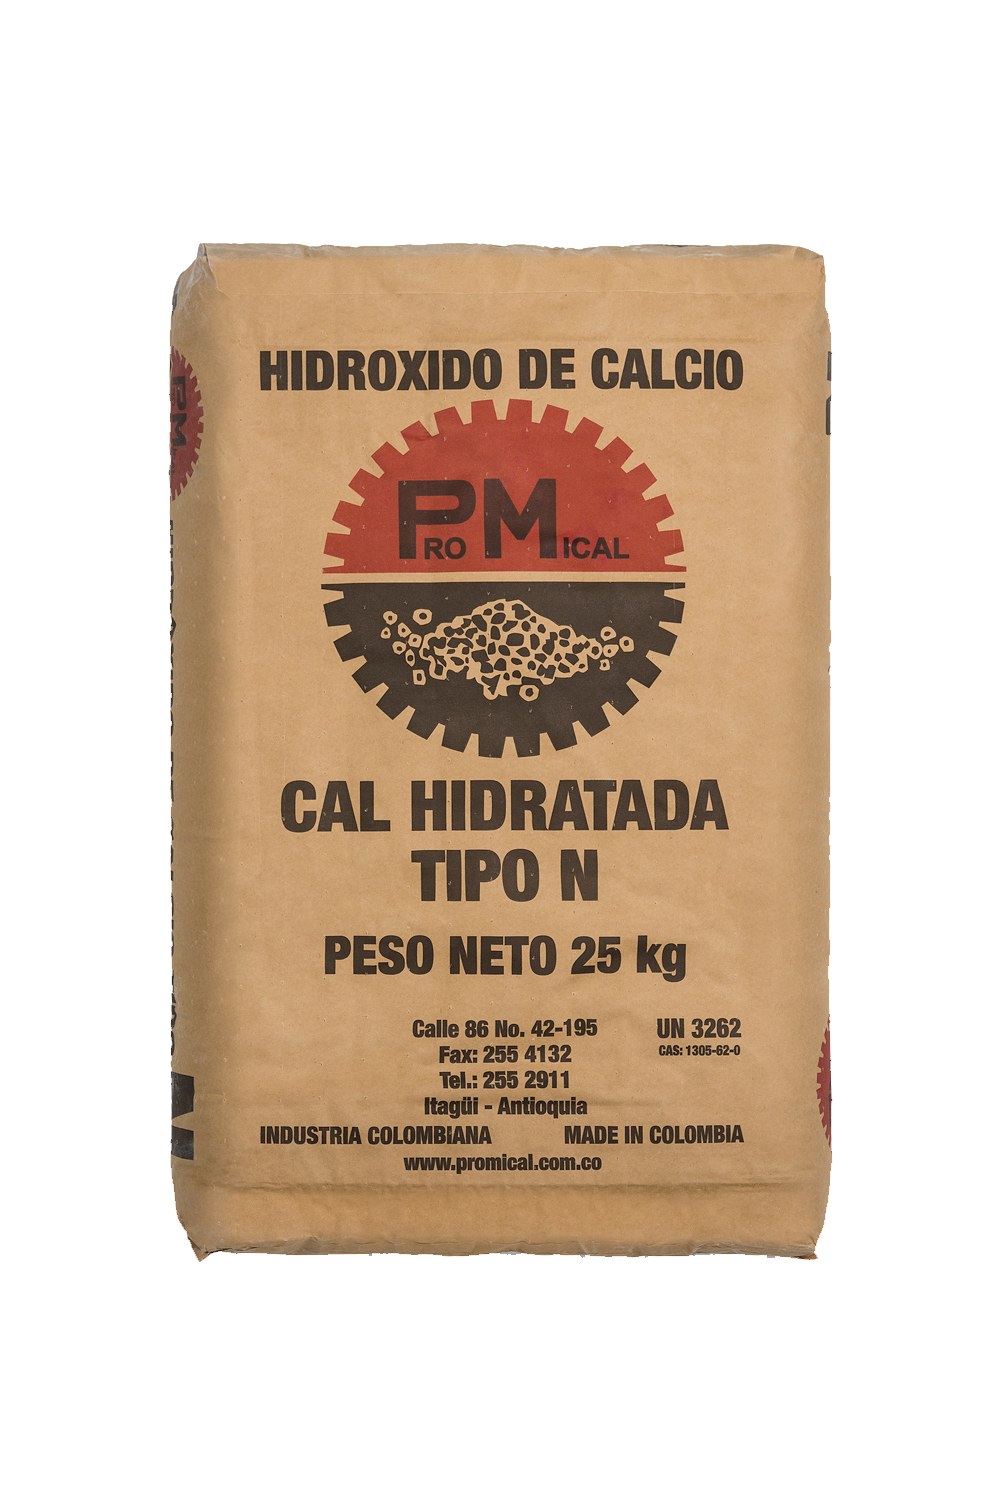 HIDROXIDO DE CALCIO
PRO MICAL
CAL HIDRATADA
TIPO N
PESO NETO 25 kg
Calle 86 No. 42-195
UN 3262
Fax: 255 4132
CAS: 1305-62-0
Tel.: 255 2911
Itagüi - Antioquia
INDUSTRIA COLOMBIANA MADE IN COLOMBIA
www.promical.com.co
PM